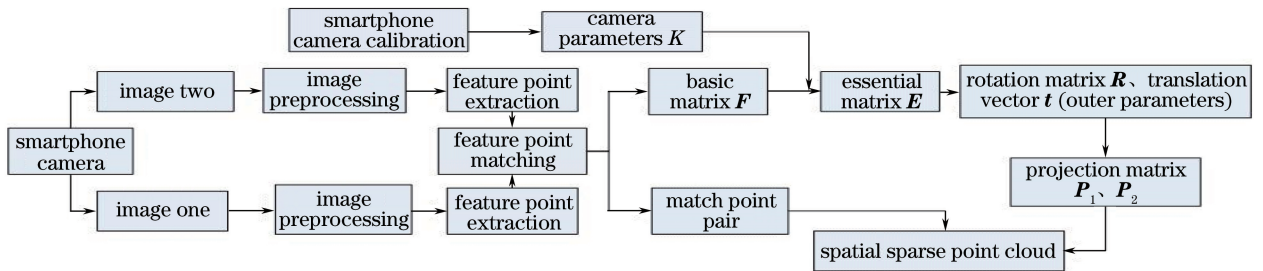 smartphone
camera calibration
camera
parameters K
image two
image
preprocessing
feature point
extraction
basic
matrix F
essential
matrix E
rotation matrix R、translation
vector t (outer parameters)
smartphone
camera
feature point
matching
projection matrix
P1、P2
image one
image
preprocessing
feature point
extraction
match point
pair
spatial sparse point cloud